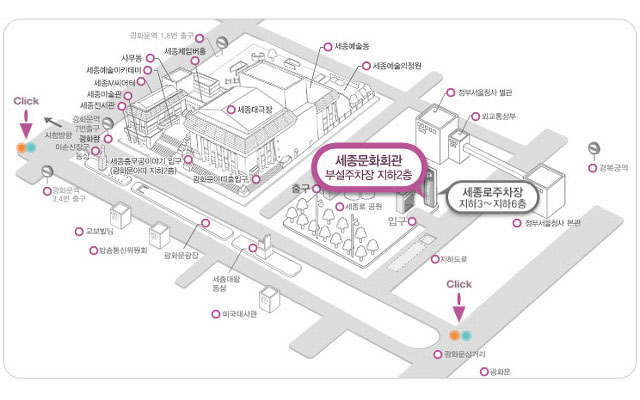 광화문역 1,8번 출구
세종체임버홀
사무동
세종예술아카데미
세종M씨어터
세종미술관
세종전시관
세종예술동
세종예술의정원
세종대극장
정부서울청사 별관
외교통상부
경복궁역
Click
시청방향
광화문역
7번출구
광화랑
이순신장군
동상
세종충무공이야기 입구
(광화문아띠 지하2층)
광화문아띠출입구
세종문화회관
부설주차장 지하2층
세종로주차장
지하3~지하6층
출구
세종로 공원
입구
정부서울청사 본관
광화문역
3,4번 출구
교보빌딩
방송통신위원회
광화문광장
세종대왕
동상
지하도로
미국대사관
Click
광화문삼거리
광화문